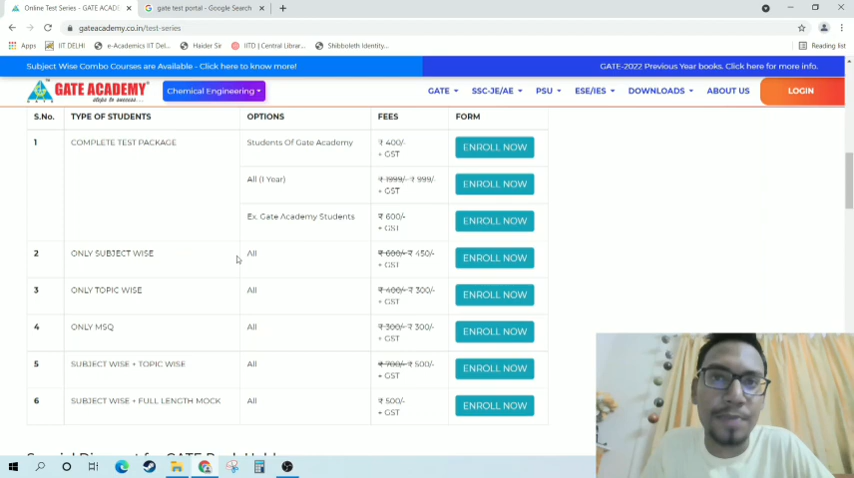 Online Test Series - GATE ACADE
gate test portal - Google Search
gateacademy.co.in/test-series
Apps
IIT DELHI
e-Academics IIT Del...
Haider Sir
IITD | Central Librar...
Shibboleth Identity...
Reading list
Subject Wise Combo Courses are Available - Click here to know more!
GATE-2022 Previous Year books. Click here for more info.
GATE ACADEMY
steps to success...
GATE
Chemical Engineering
GATE
SSC-JE/AE
PSU
ESE/IES
DOWNLOADS
ABOUT US
LOGIN
S.No. TYPE OF STUDENTS OPTIONS FEES FORM
1 COMPLETE TEST PACKAGE Students Of Gate Academy ₹ 400/- ENROLL NOW
+ GST
All (1 Year) ₹ 1999/- ₹ 999/- ENROLL NOW
+ GST
Ex. Gate Academy Students ₹ 600/- ENROLL NOW
+ GST
2 ONLY SUBJECT WISE All ₹ 600/- ₹ 450/- ENROLL NOW
+ GST
3 ONLY TOPIC WISE All ₹ 400/- ₹ 300/- ENROLL NOW
+ GST
4 ONLY MSQ All ₹ 300/- ₹ 300/- ENROLL NOW
+ GST
5 SUBJECT WISE + TOPIC WISE All ₹ 700/- ₹ 500/- ENROLL NOW
+ GST
6 SUBJECT WISE + FULL LENGTH MOCK All ₹ 500/- ENROLL NOW
+ GST